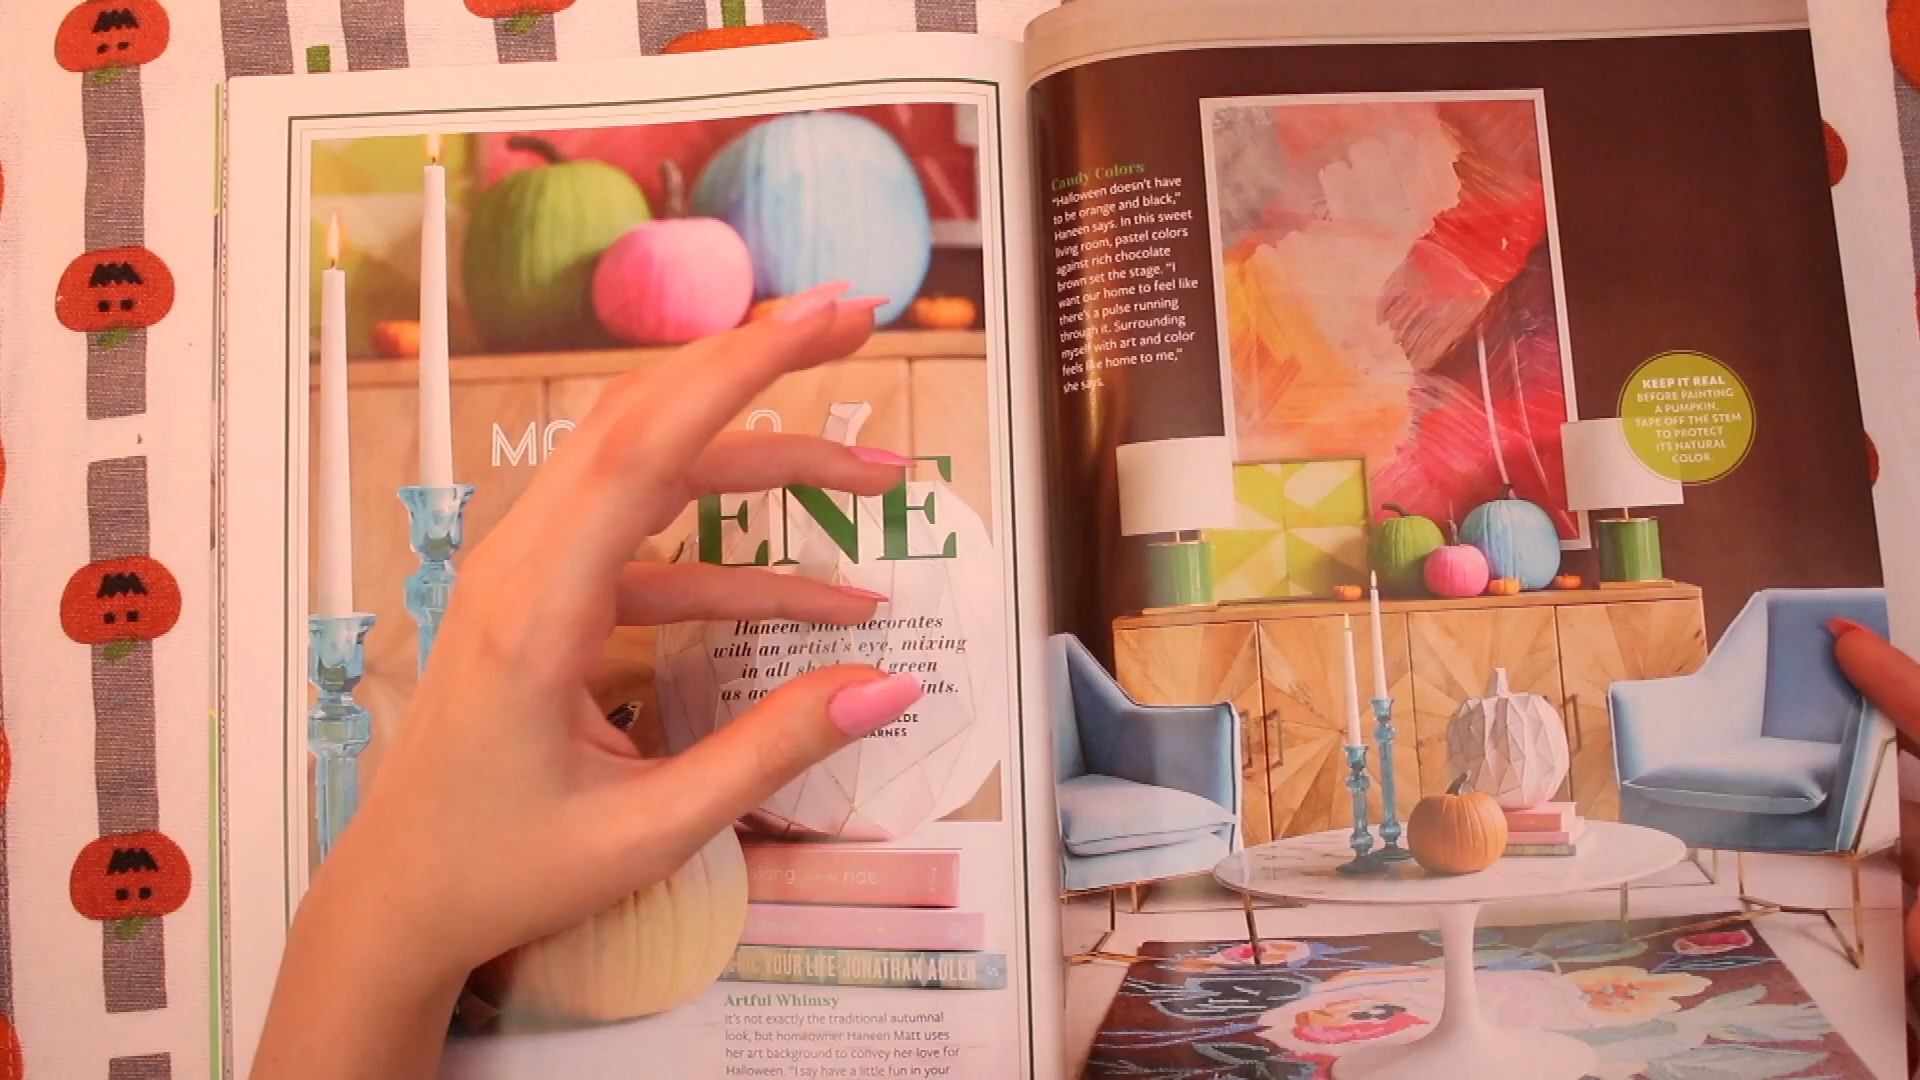 ENE
Haneen Matt decorates
with an artist's eye, mixing
in all of green
as
ride
YOUR LIFE JONATHAN ADLER
Artful Whimsy
It's not exactly the traditional autumnal
look, but homeowner Haneen Matt uses
her art background to convey her love for
Halloween. "I say have a little fun in your
Candy Colors
"Halloween doesn't have
to be orange and black,"
Haneen says. In this sweet
living room, pastel colors
against rich chocolate
brown set the stage. "I
want our home to feel like
there's a pulse running
through it. Surrounding
myself with art and color
feels like home to me,"
she says.
KEEP IT REAL
BEFORE PAINTING
A PUMPKIN,
TAPE OFF THE STEM
TO PROTECT
ITS NATURAL
COLOR.